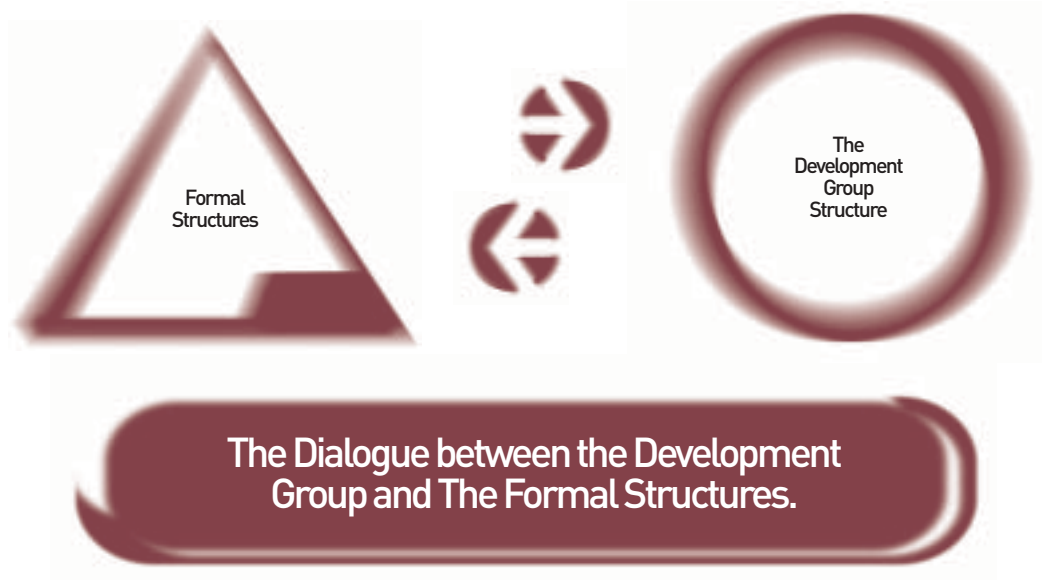 Formal
Structures
The
Development
Group
Structure
The Dialogue between the Development
Group and The Formal Structures.